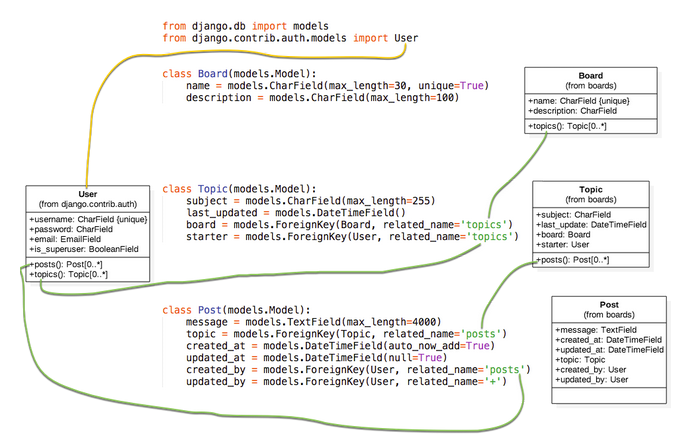 from django.db import models
from django.contrib.auth.models import User
class Board(models.Model):
name = models.CharField(max_length=30, unique=True)
description = models.CharField(max_length=100)
Board
(from boards)
+name: CharField {unique}
+description: CharField
+topics(): Topic[0..*]
User
(from django.contrib.auth)
+username: CharField {unique}
+password: CharField
+email: EmailField
+is_superuser: BooleanField
+posts(): Post[0..*]
+topics(): Topic[0..*]
class Topic(models.Model):
subject = models.CharField(max_length=255)
last_updated = models.DateTimeField()
board = models.ForeignKey(Board, related_name='topics')
starter = models.ForeignKey(User, related_name='topics')
Topic
(from boards)
+subject: CharField
+last_update: DateTimeField
+board: Board
+starter: User
+posts(): Post[0..*]
class Post(models.Model):
message = models.TextField(max_length=4000)
topic = models.ForeignKey(Topic, related_name='posts')
created_at = models.DateTimeField(auto_now_add=True)
updated_at = models.DateTimeField(null=True)
created_by = models.ForeignKey(User, related_name='posts')
updated_by = models.ForeignKey(User, related_name='+')
Post
(from boards)
+message: TextField
+created_at: DateTimeField
+updated_at: DateTimeField
+topic: Topic
+created_by: User
+updated_by: User